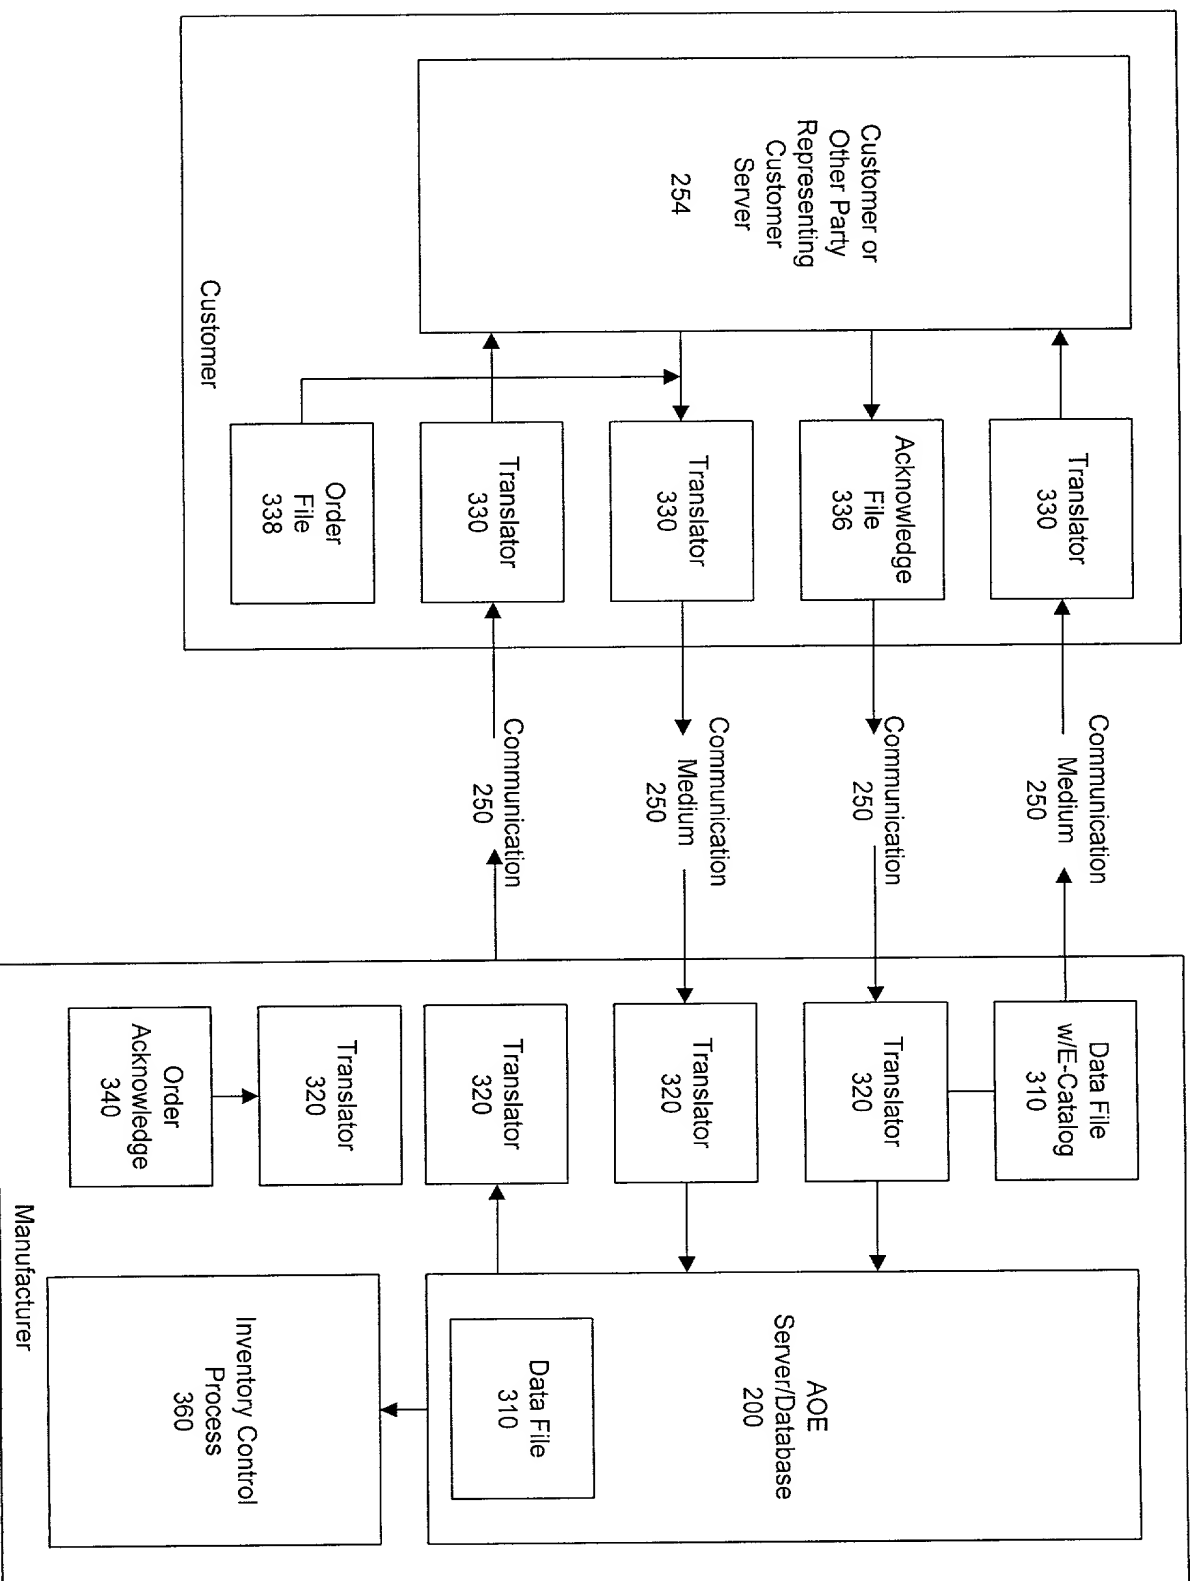 Customer or
Other Party
Representing
Customer
Server
254
Translator
330
Acknowledge
File
336
Translator
330
Translator
330
Order
File
338
Customer
Communication
Medium
250
Communication
250
Communication
Medium
250
Communication
250
Data File
w/E-Catalog
310
Translator
320
Translator
320
Translator
320
Translator
320
Order
Acknowledge
340
AOE
Server/Database
200
Data File
310
Inventory Control
Process
360
Manufacturer